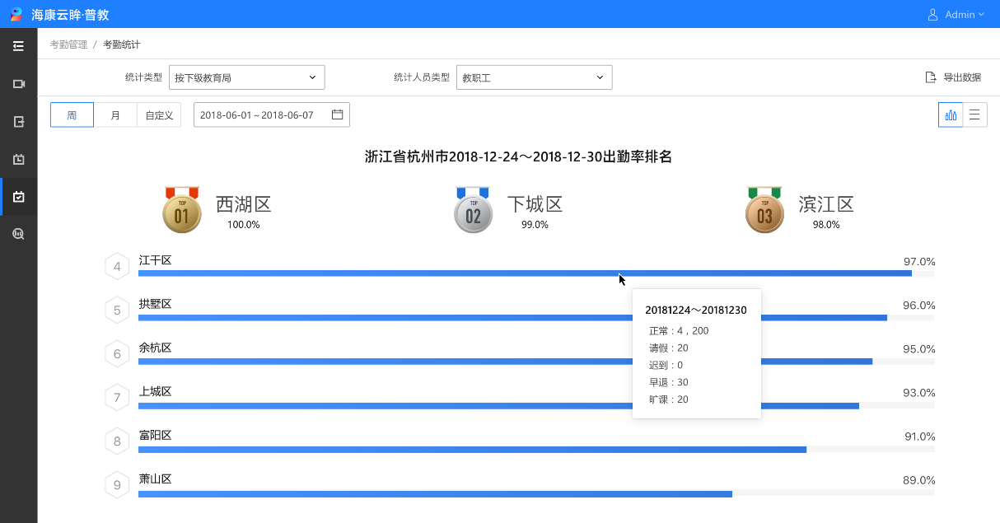 海康云眸·普教
Admin
考勤管理 / 考勤统计
统计类型 按下级教育局 统计人员类型 教职工 导出数据
周 月 自定义 2018-06-01 ~ 2018-06-07
浙江省杭州市2018-12-24～2018-12-30出勤率排名
TOP 01 西湖区 100.0%
TOP 02 下城区 99.0%
TOP 03 滨江区 98.0%
4 江干区 97.0%
5 拱墅区 96.0%
6 余杭区 95.0%
7 上城区 93.0%
8 富阳区 91.0%
9 萧山区 89.0%
20181224～20181230
正常：4，200
请假：20
迟到：0
早退：30
旷课：20